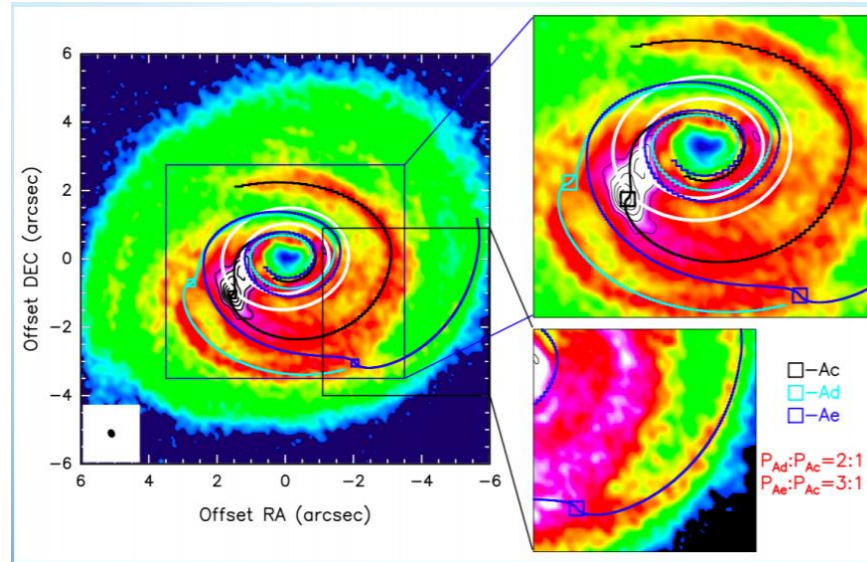 6
4
2
0
-2
-4
-6
6 4 2 0 -2 -4 -6
Offset DEC (arcsec)
Offset RA (arcsec)
□-Ac
□-Ad
□-Ae
P_Ad:P_Ac=2:1
P_Ae:P_Ac=3:1